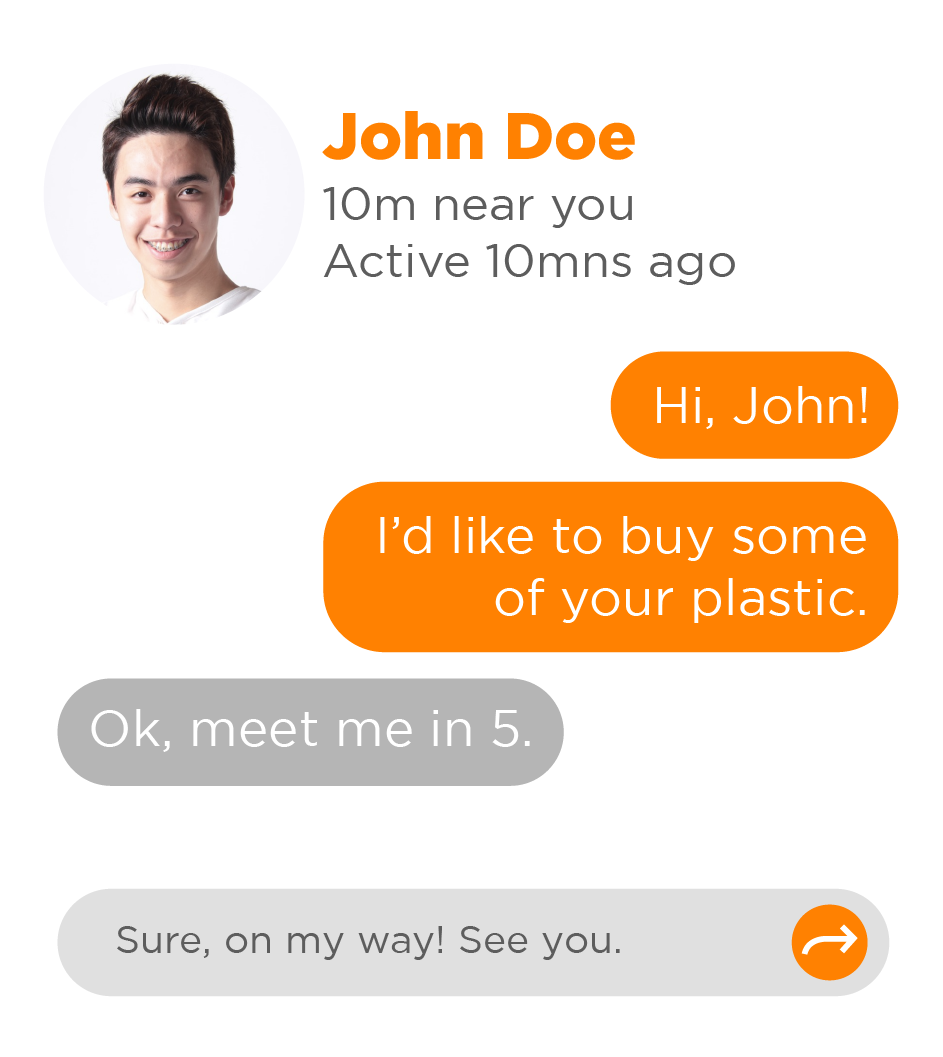 John Doe
10m near you
Active 10mns ago
Hi, John!
I’d like to buy some
of your plastic.
Ok, meet me in 5.
Sure, on my way! See you.